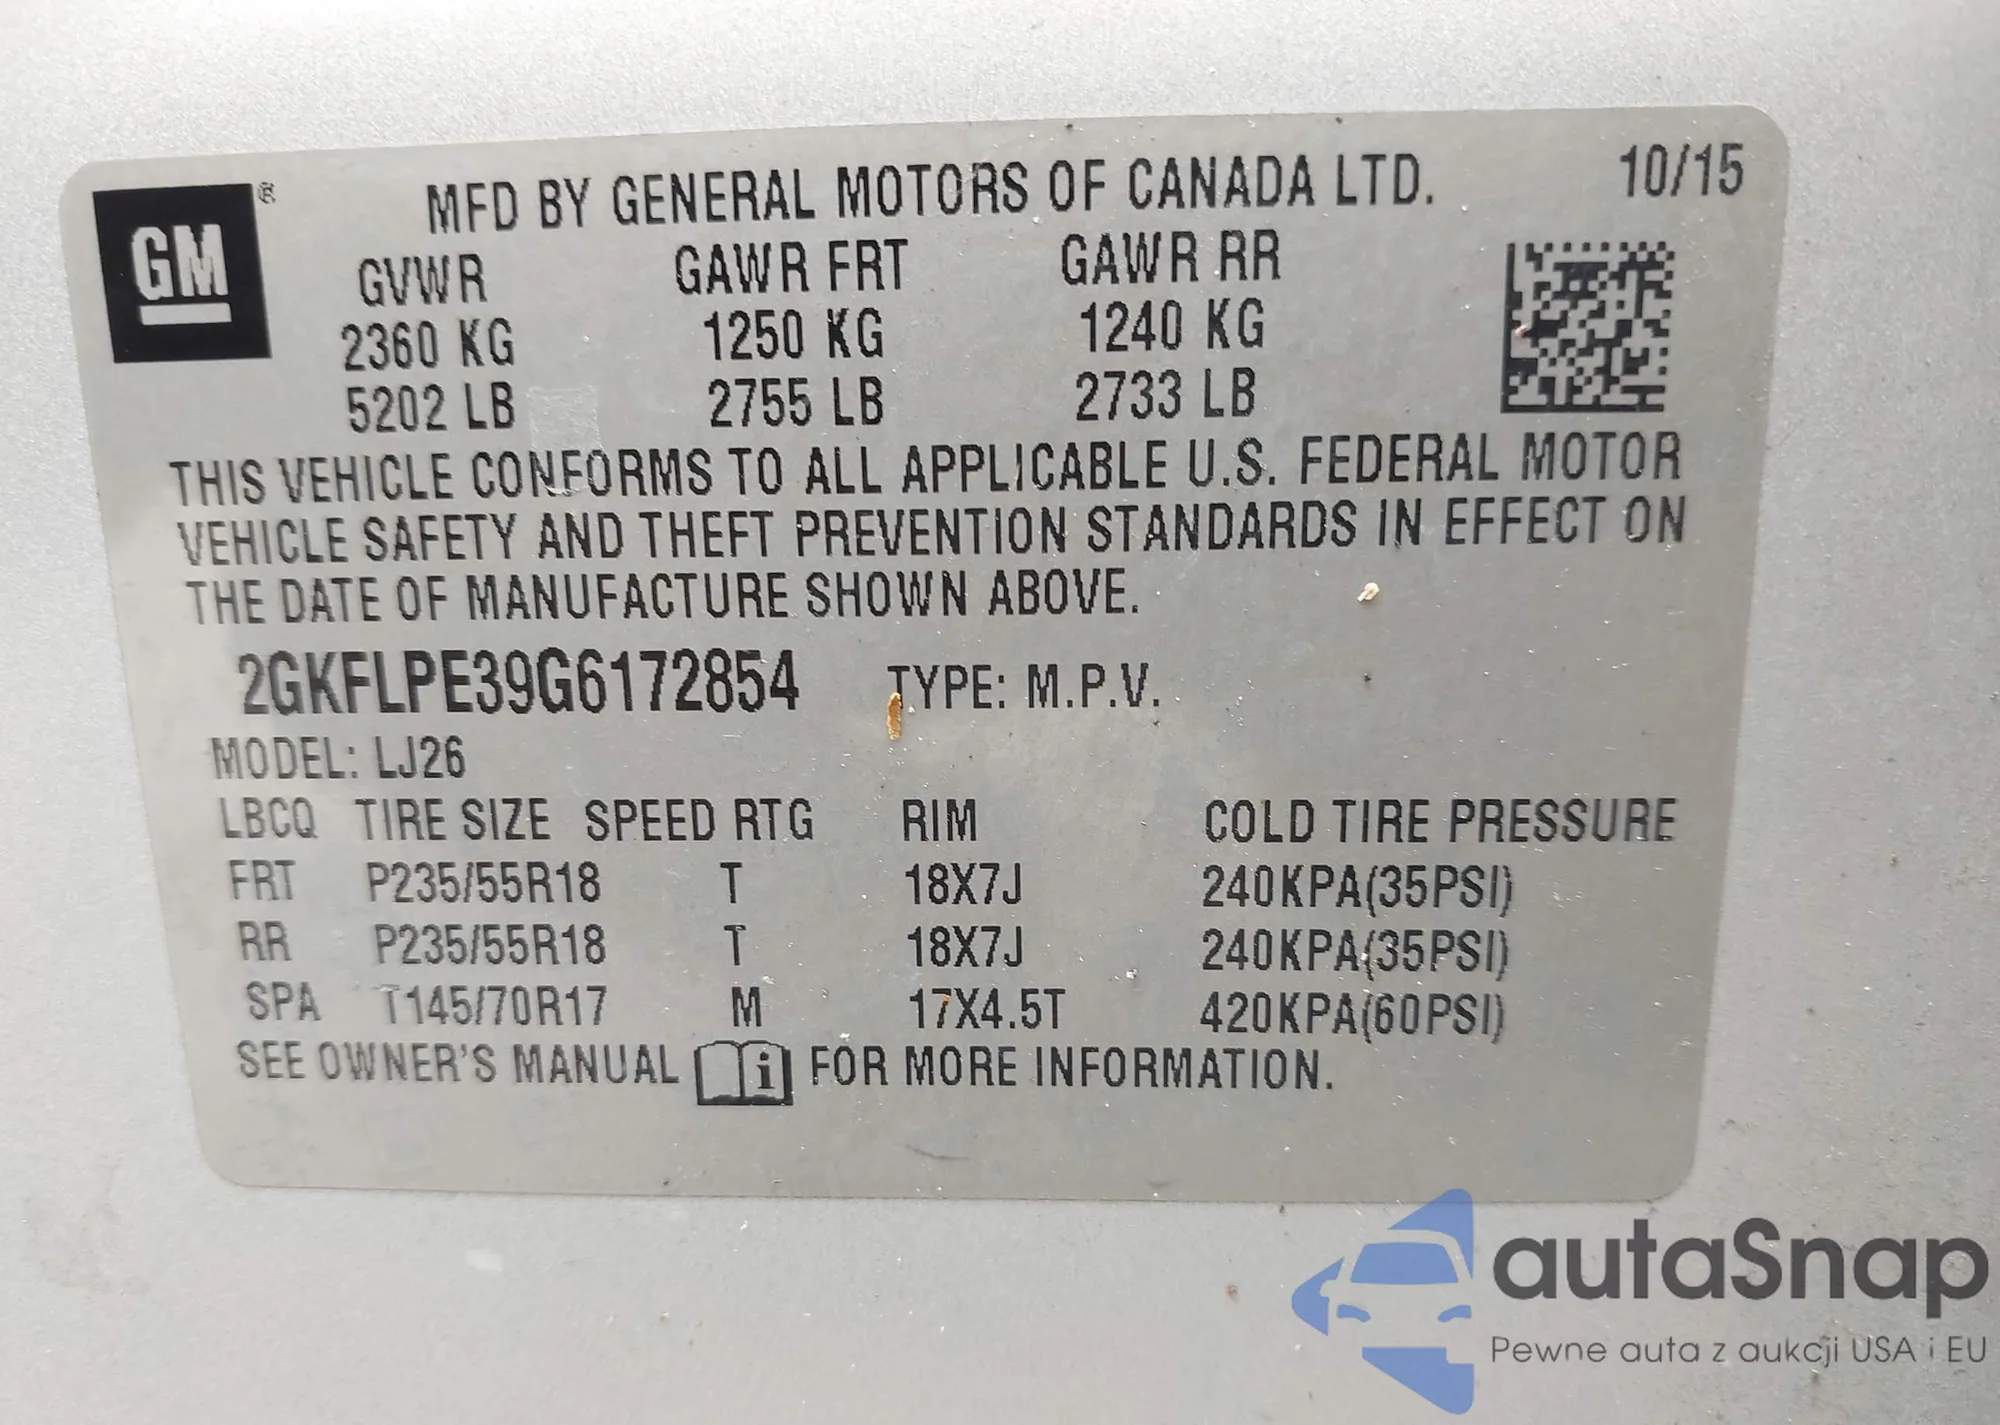 GM ®
MFD BY GENERAL MOTORS OF CANADA LTD. 10/15
GVWR GAWR FRT GAWR RR
2360 KG 1250 KG 1240 KG
5202 LB 2755 LB 2733 LB
THIS VEHICLE CONFORMS TO ALL APPLICABLE U.S. FEDERAL MOTOR
VEHICLE SAFETY AND THEFT PREVENTION STANDARDS IN EFFECT ON
THE DATE OF MANUFACTURE SHOWN ABOVE.
2GKFLPE39G6172854 TYPE: M.P.V.
MODEL: LJ26
LBCQ TIRE SIZE SPEED RTG RIM COLD TIRE PRESSURE
FRT P235/55R18 T 18X7J 240KPA(35PSI)
RR P235/55R18 T 18X7J 240KPA(35PSI)
SPA T145/70R17 M 17X4.5T 420KPA(60PSI)
SEE OWNER'S MANUAL i FOR MORE INFORMATION.
autaSnap
Pewne auta z aukcji USA i EU